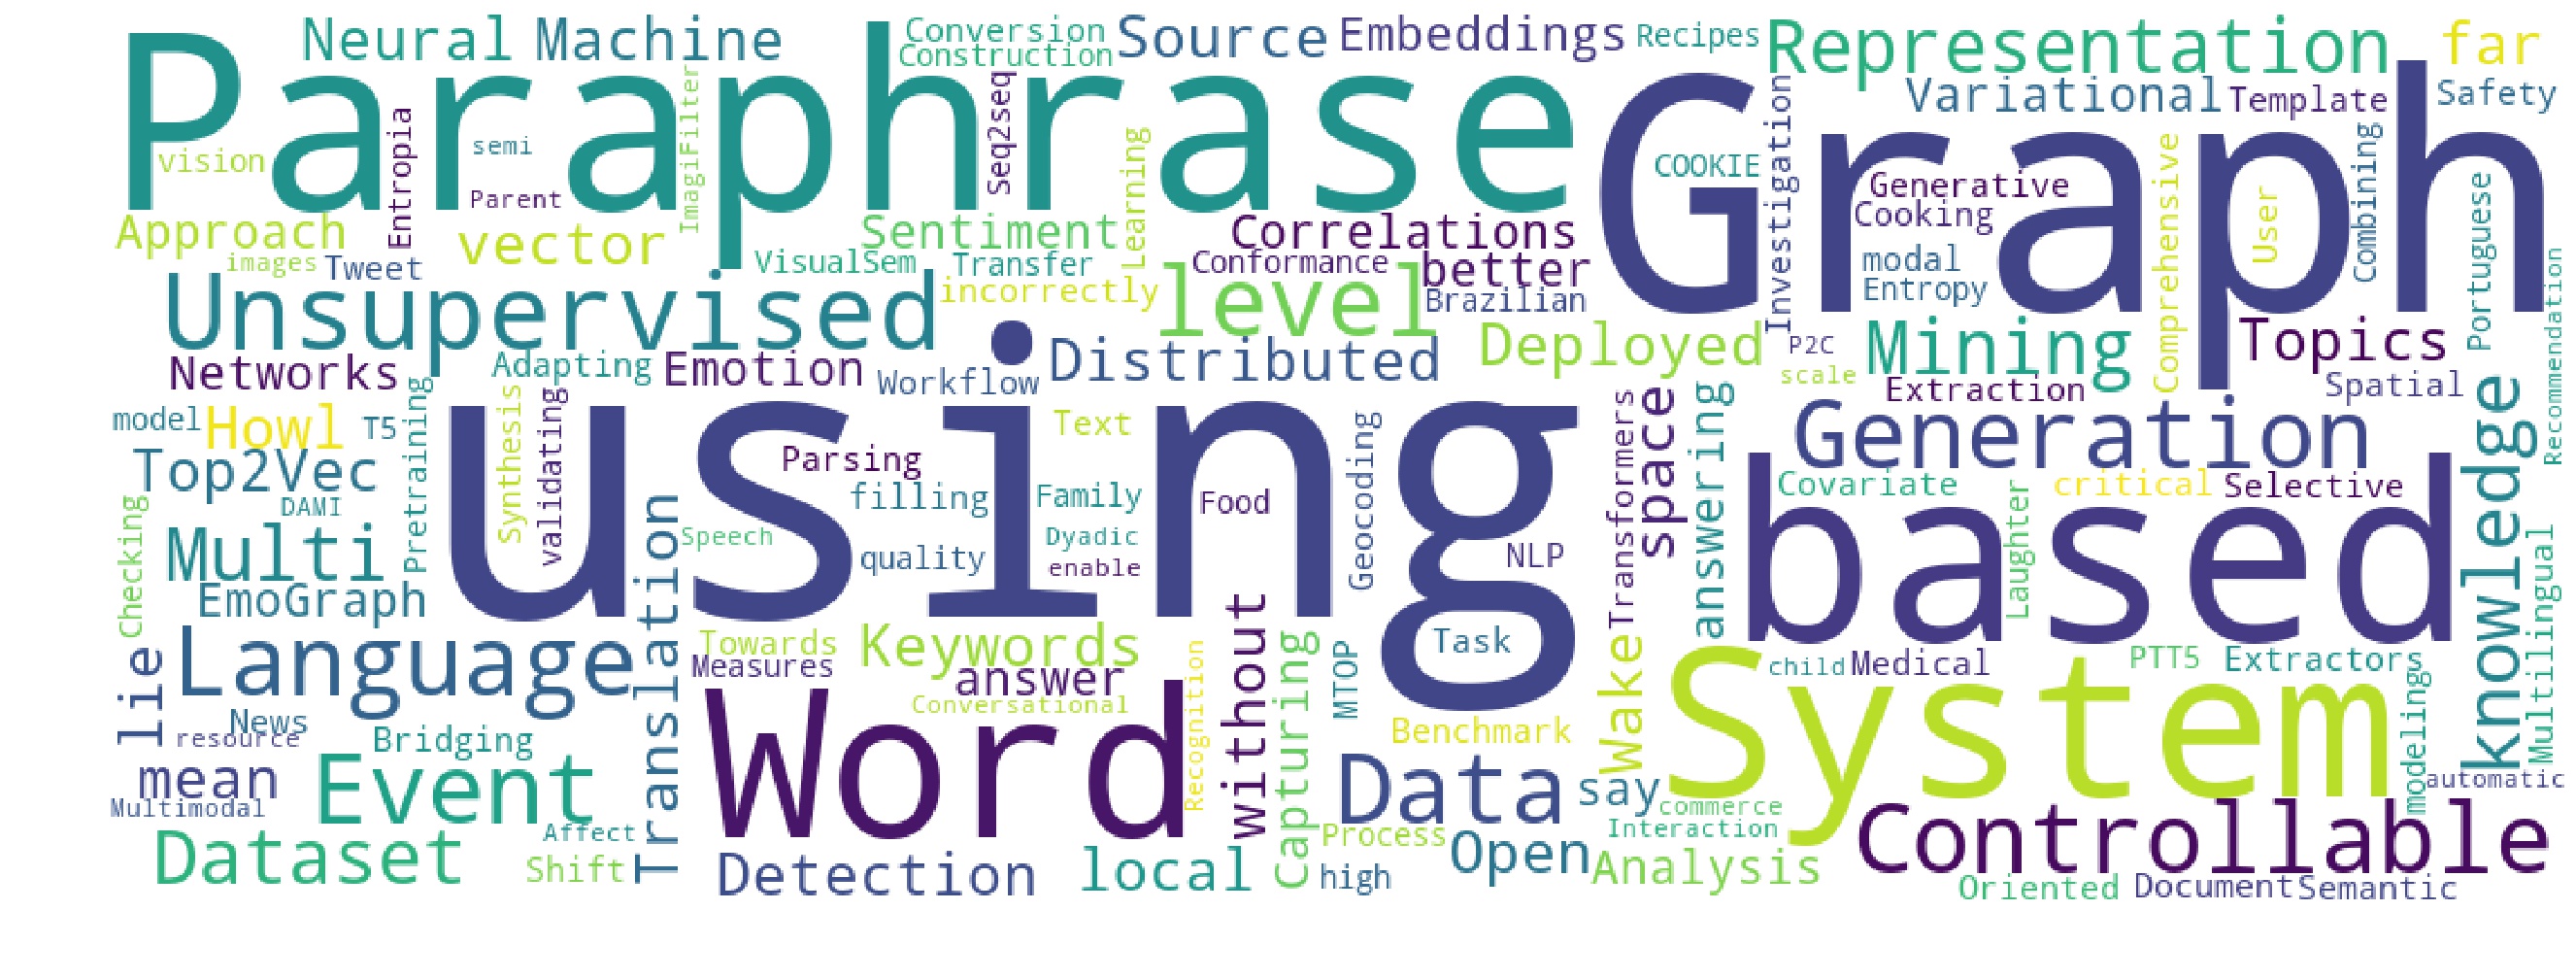 Neural
Machine
Conversion
Construction
Source
Embeddings
Recipes
Representation
far
Paraphrase
Graph
Variational
Template
Safety
vision
Entropia
semi
Parent
ImagiFilter
Seq2seq
Learning
COOKIE
Investigation
Generative
Cooking
Comprehensive
User
Combining
Portuguese
Recommendation
Approach
images
Tweet
vector
VisualSem
Sentiment
Transfer
Correlations
Conformance
better
modal
Entropy
Unsupervised
incorrectly
level
Brazilian
Deployed
P2C
scale
Mining
Topics
Networks
Adapting
Emotion
Workflow
Distributed
Extraction
Spatial
model
Howl
T5
Pretraining
Synthesis
validating
using
Text
Geocoding
Transformers
space
answering
Generation
knowledge
Top2Vec
DAMI
Parsing
filling
Family
Food
Covariate
critical
Selective
based
Checking
Multi
Speech
quality
Dyadic
enable
NLP
Laughter
Multilingual
EmoGraph
Translation
Towards
Measures
Keywords
answer
Conversational
Recognition
without
Capturing
MTOP
Task
Wake
child
Medical
PTT5
Extractors
lie
Language
News
resource
Bridging
Word
Benchmark
System
modeling
automatic
mean
Multimodal
Event
Affect
Data
say
commerce
Interaction
Controllable
Dataset
Shift
Detection
local
Process
high
Open
Analysis
Oriented
Document
Semantic